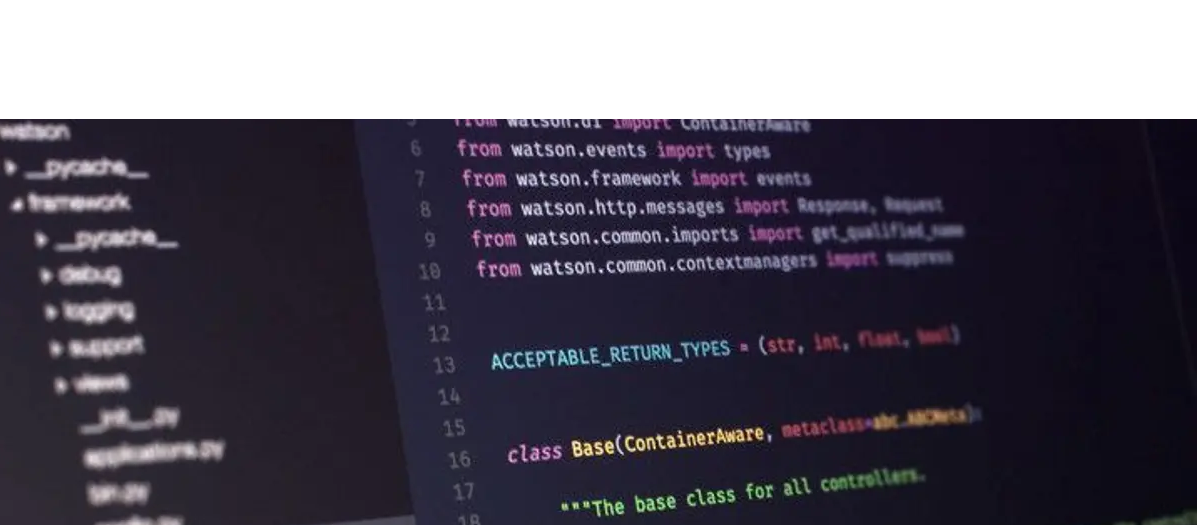 watson
__pycache__
framework
__pycache__
debug
logging
support
views
__init__.py
applications.py
bin.py
from watson.di import ContainerAware
6 from watson.events import types
7 from watson.framework import events
8 from watson.http.messages import Response, Request
9 from watson.common.imports import get_qualified_name
10 from watson.common.contextmanagers import suppress
11
12
13 ACCEPTABLE_RETURN_TYPES = (str, int, float, bool)
14
15
16 class Base(ContainerAware, metaclass=abc.ABCMeta):
17 """The base class for all controllers.
18